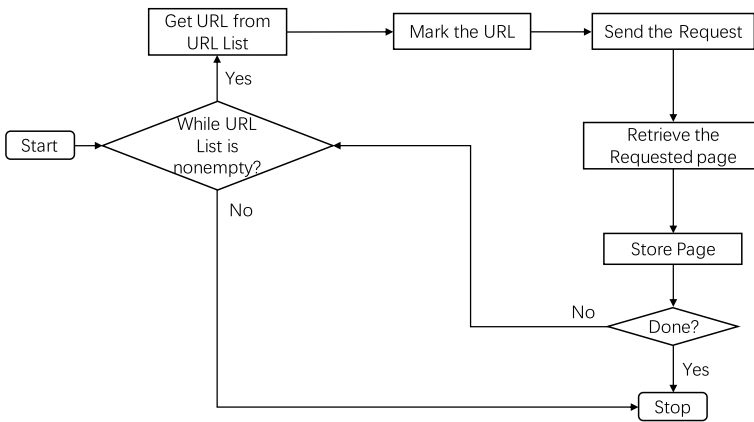 Get URL from
URL List
Mark the URL
Send the Request
Yes
Start
While URL
List is
nonempty?
Retrieve the
Requested page
No
Store Page
No
Done?
Yes
Stop